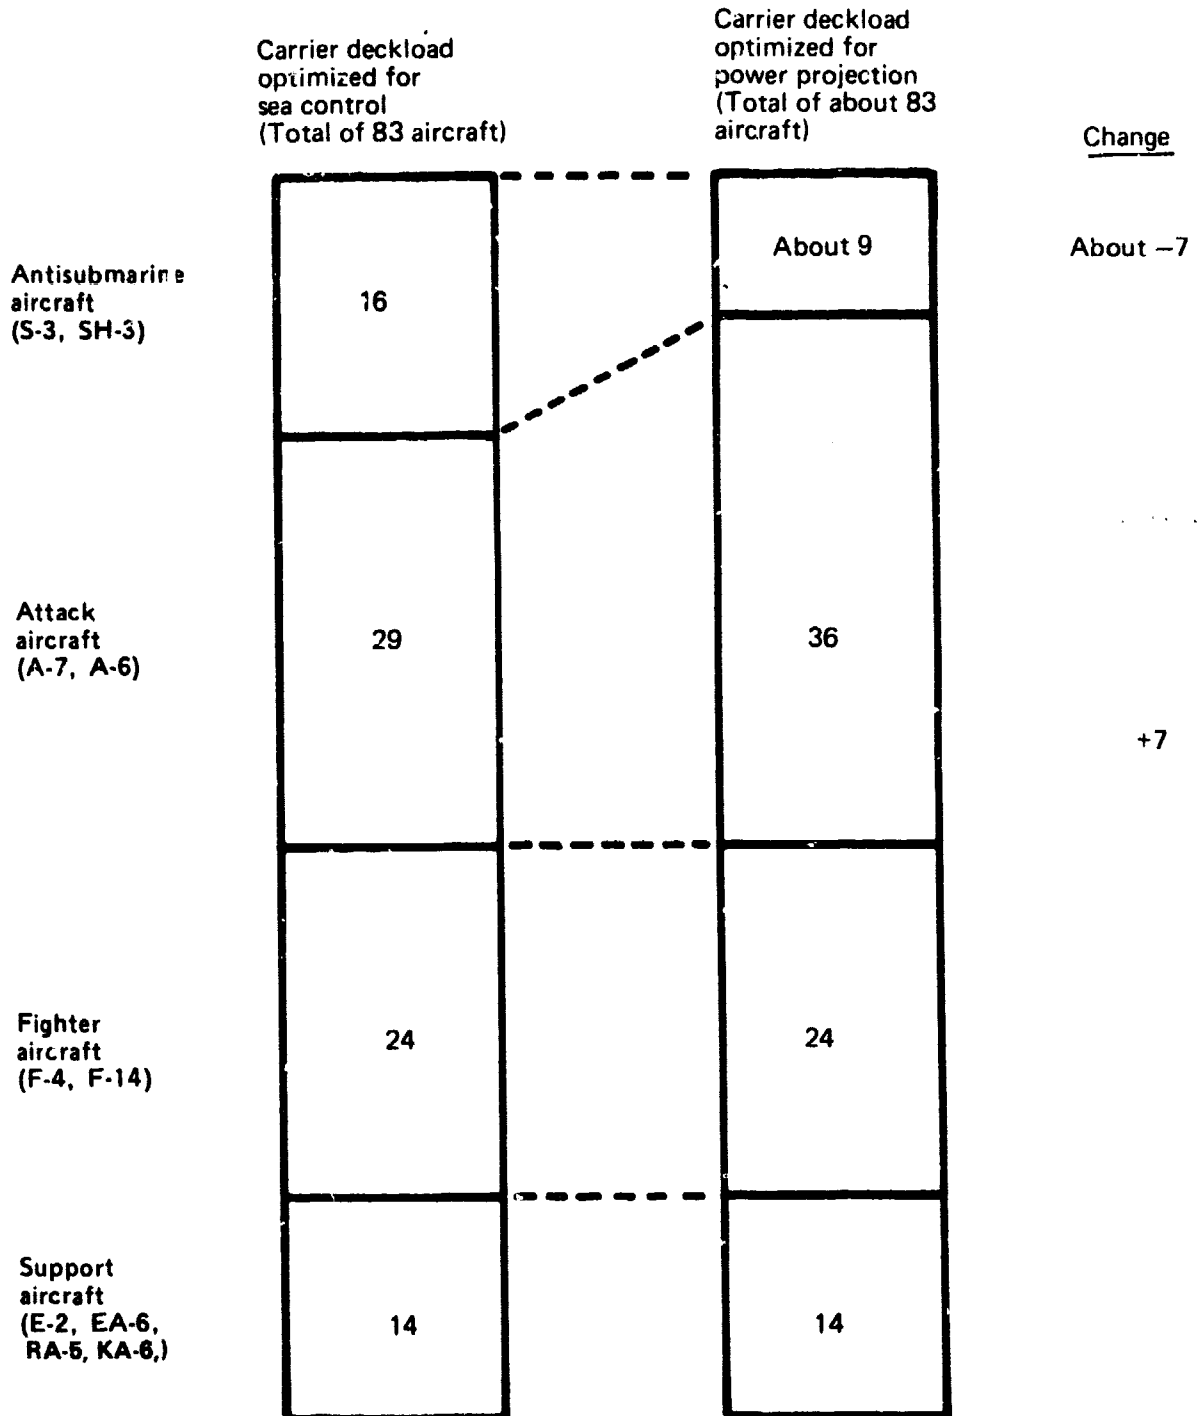 Carrier deckload
optimized for
sea control
(Total of 83 aircraft)
Carrier deckload
optimized for
power projection
(Total of about 83
aircraft)
Change
Antisubmarine
aircraft
(S-3, SH-3)
16
About 9
About −7
Attack
aircraft
(A-7, A-6)
29
36
+7
Fighter
aircraft
(F-4, F-14)
24
24
Support
aircraft
(E-2, EA-6,
RA-5, KA-6,)
14
14